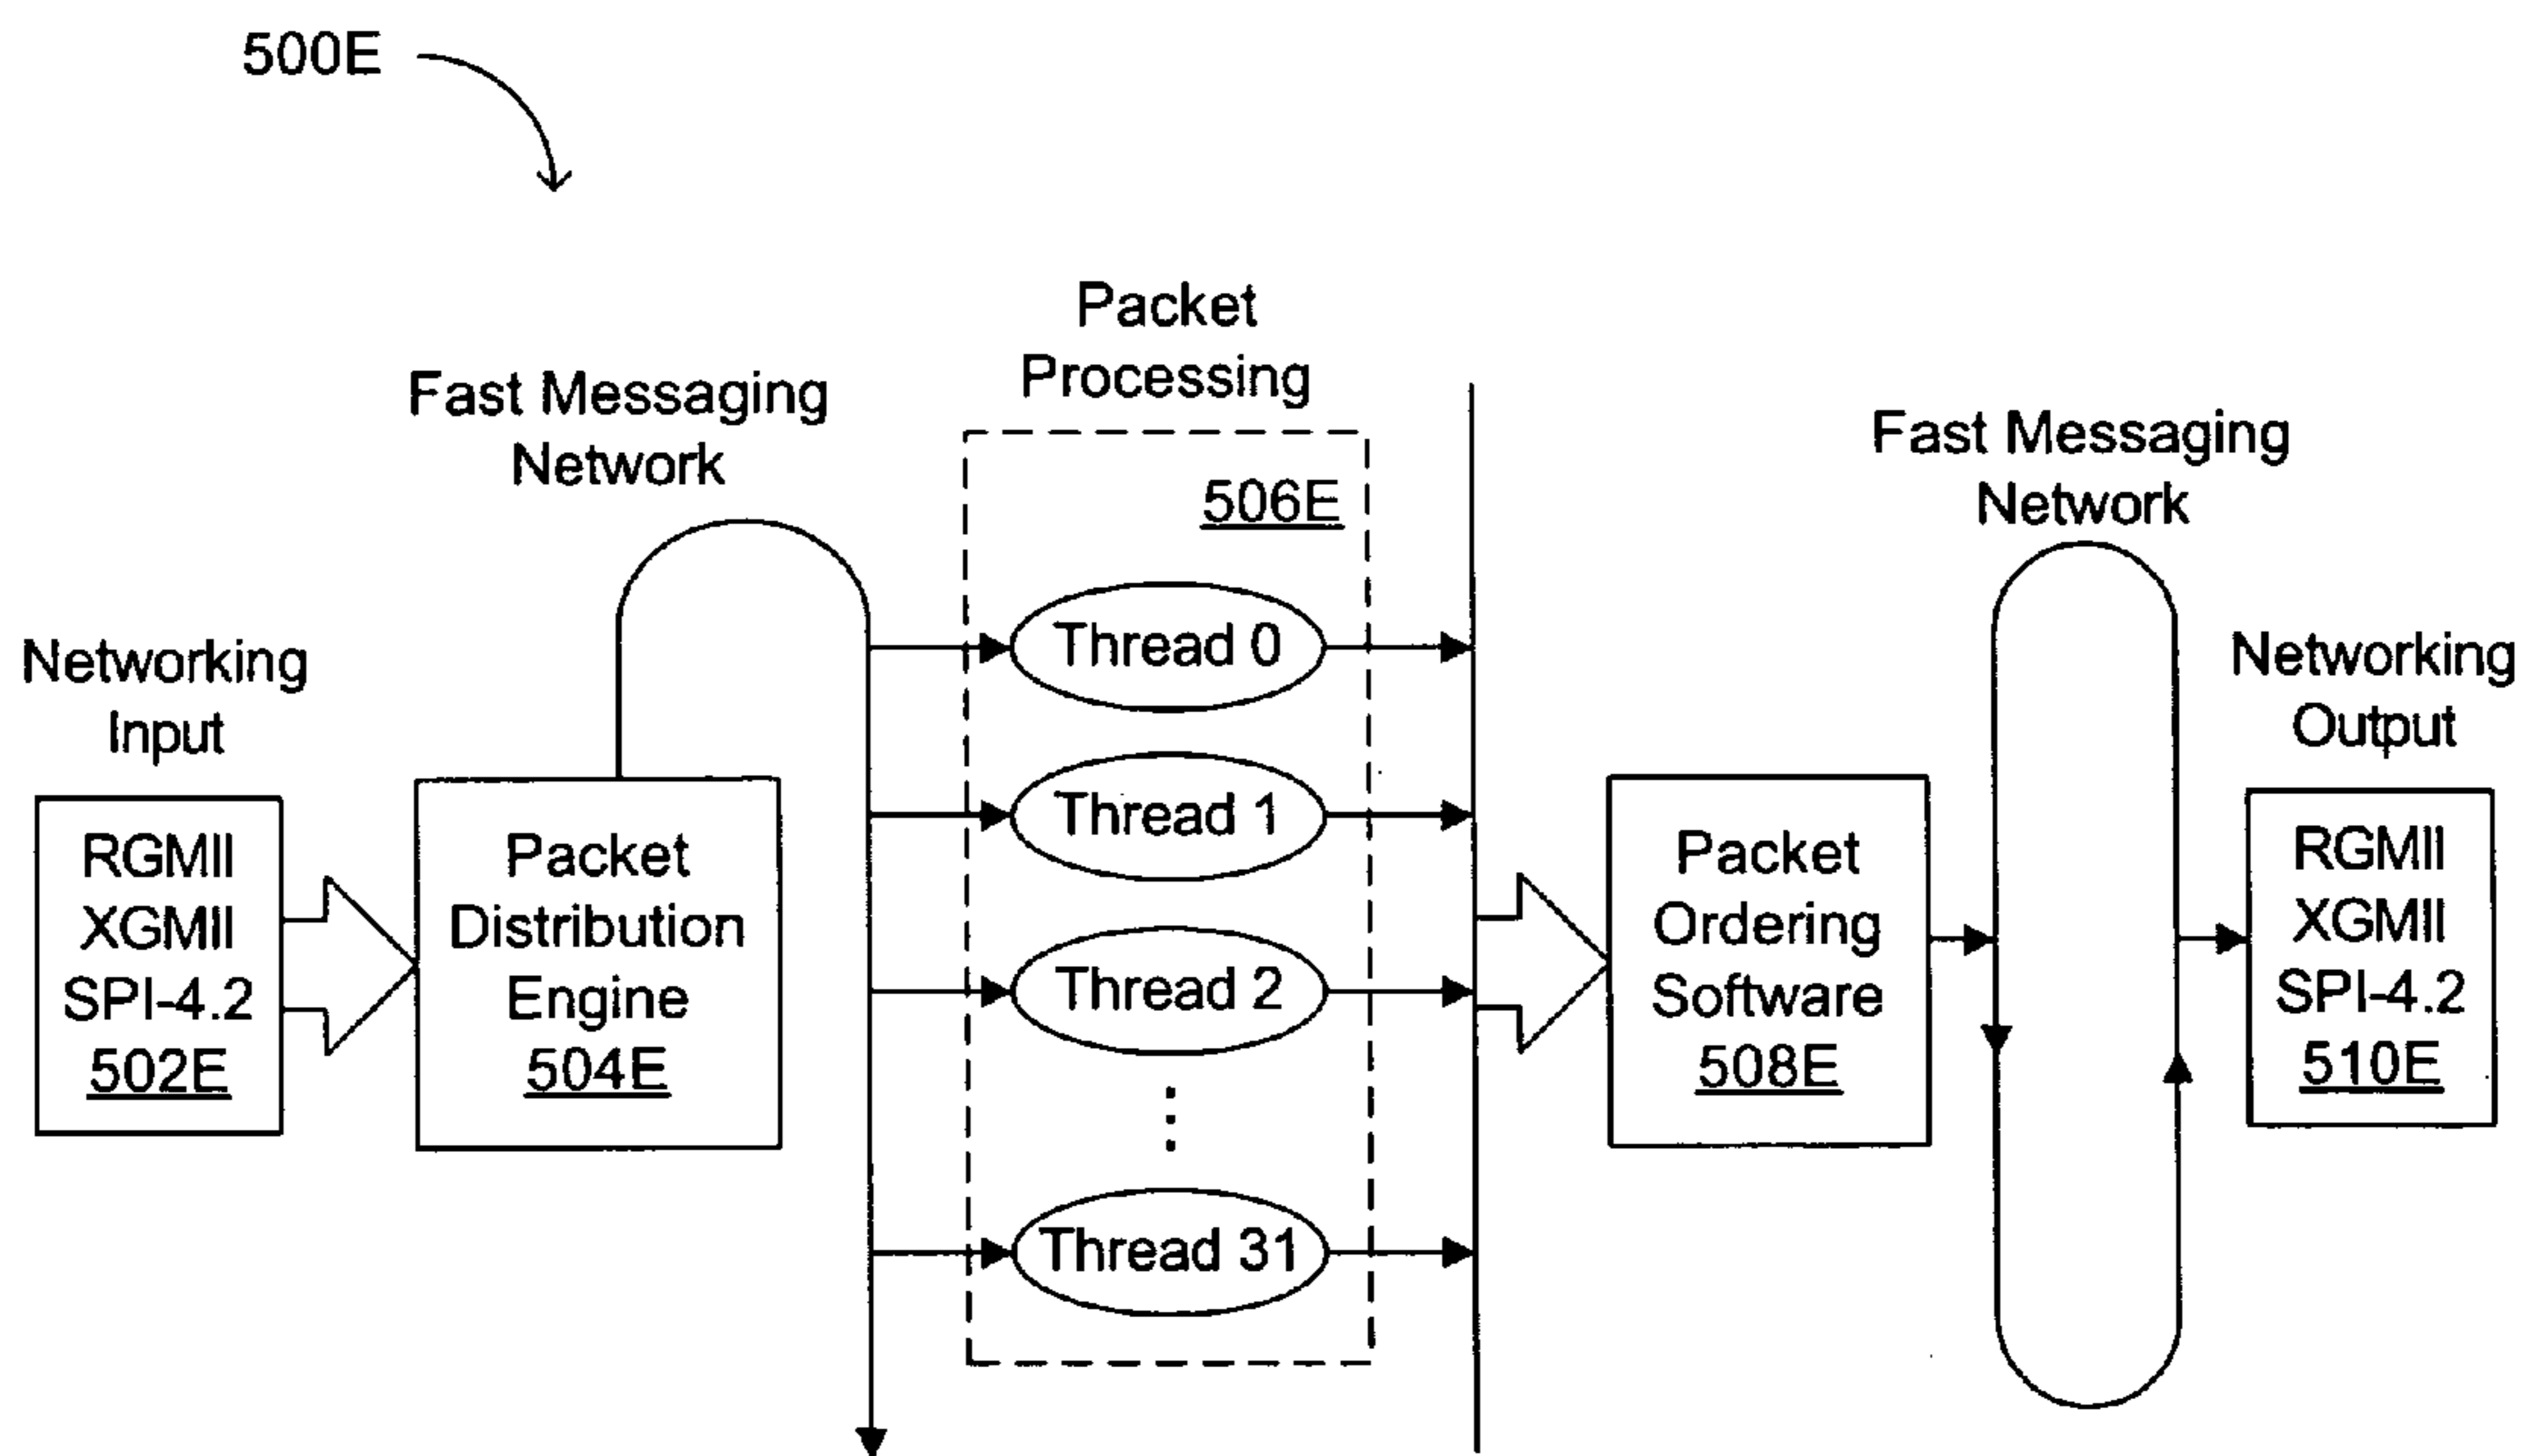 500E
Packet
Processing
Fast Messaging
Network
506E
Fast Messaging
Network
Networking
Input
RGMII
XGMII
SPI-4.2
502E
Packet
Distribution
Engine
504E
Thread 0
Thread 1
Thread 2
Thread 31
Packet
Ordering
Software
508E
Networking
Output
RGMII
XGMII
SPI-4.2
510E